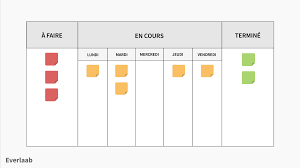 À FAIRE EN COURS TERMINÉ
LUNDI MARDI MERCREDI JEUDI VENDREDI
Everlaab